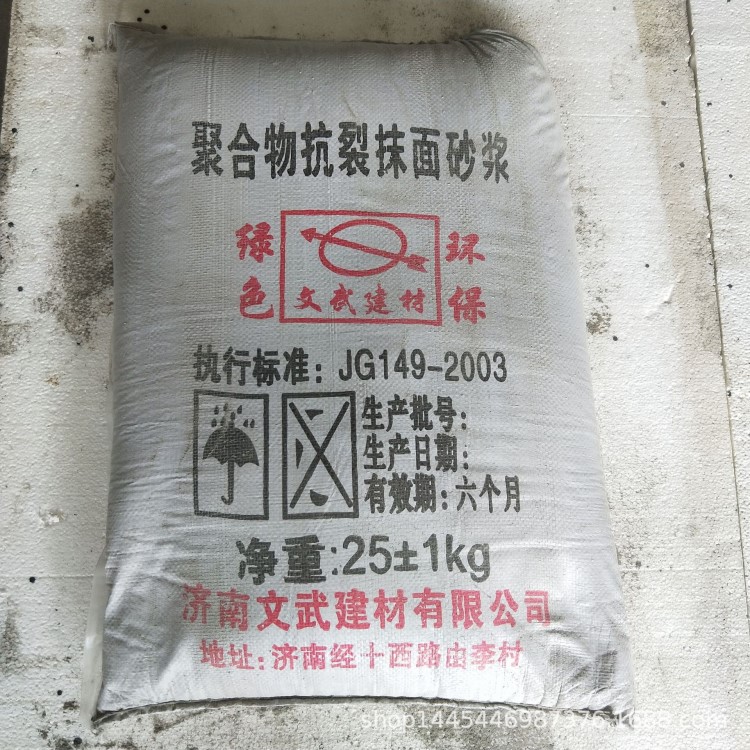 聚合物抗裂抹面砂浆
绿色
文武建材
环保
执行标准：JG149-2003
生产批号：
生产日期：
有效期：六个月
净重：25±1kg
济南文武建材有限公司
地址：济南经十西路由李村
shop1445446987376.1688.com